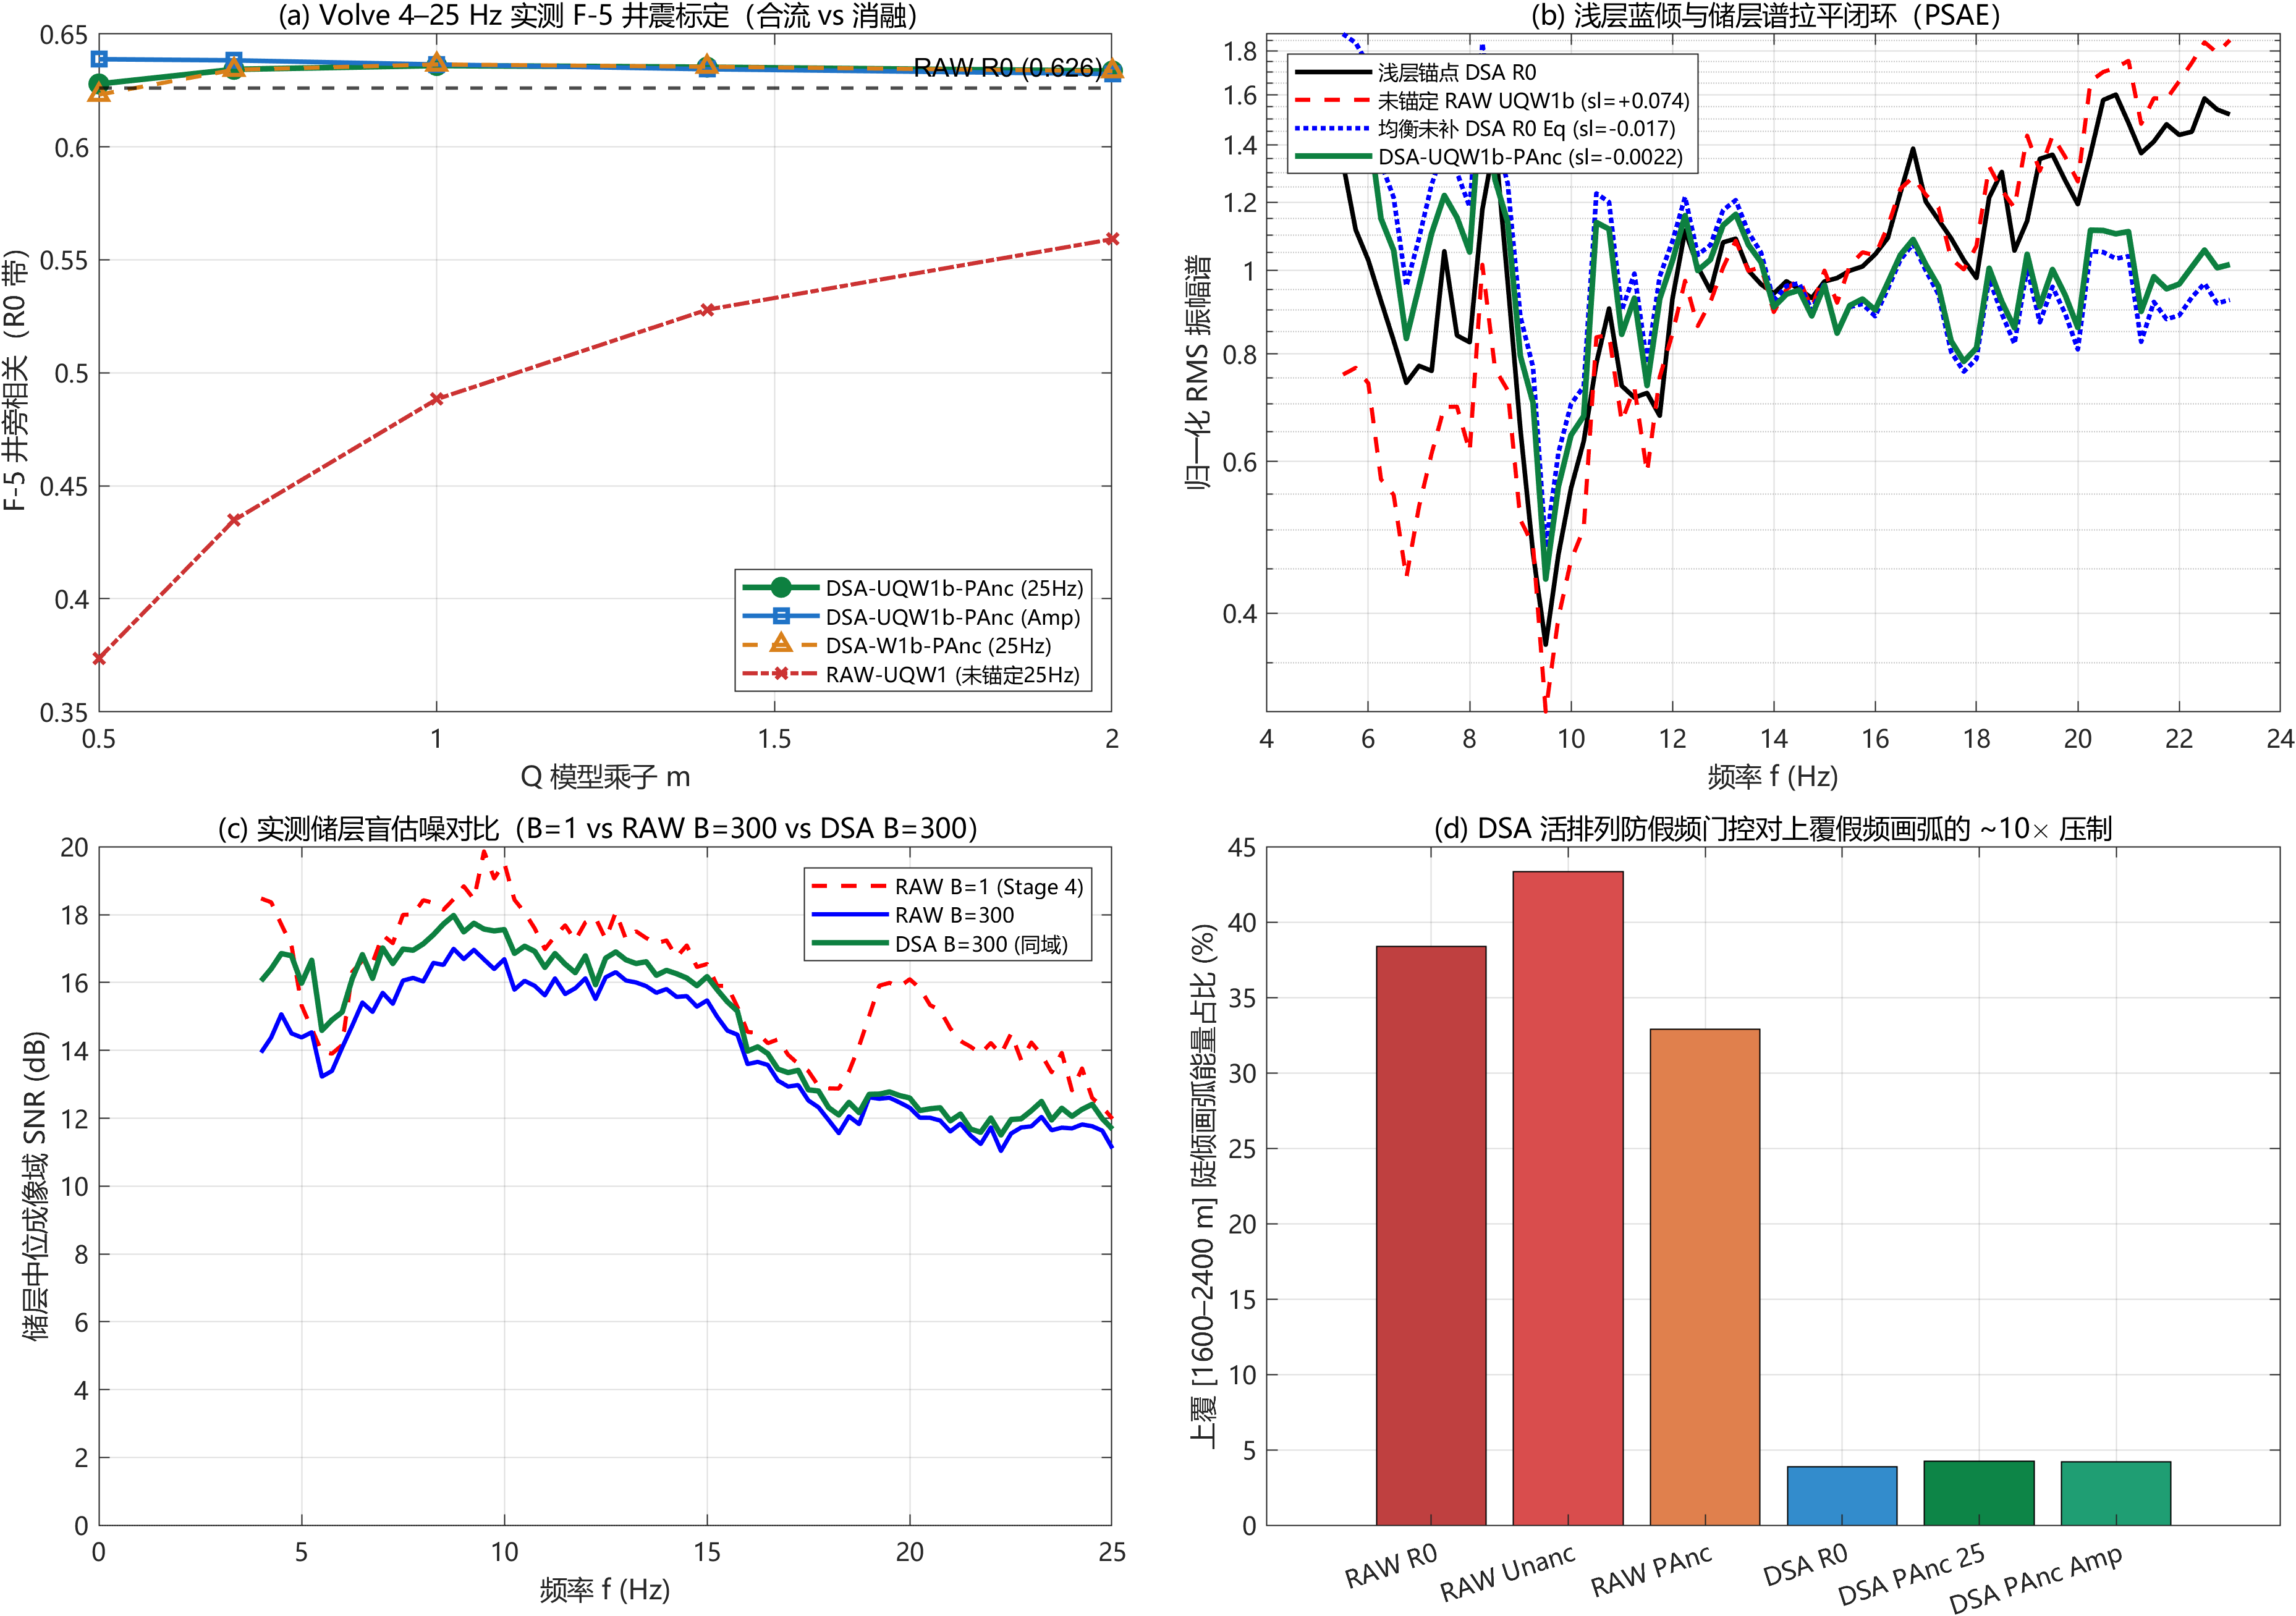 (a) Volve 4–25 Hz 实测 F-5 井震标定（合流 vs 消融）
0.65
0.6
0.55
0.5
0.45
0.4
0.35
F-5 井旁相关（R0 带）
RAW R0 (0.626)
DSA-UQW1b-PAnc (25Hz)
DSA-UQW1b-PAnc (Amp)
DSA-W1b-PAnc (25Hz)
RAW-UQW1 (未锚定25Hz)
0.5
1
1.5
2
Q 模型乘子 m
(b) 浅层蓝倾与储层谱拉平闭环（PSAE）
1.8
1.6
1.4
1.2
1
0.8
0.6
0.4
归一化 RMS 振幅谱
浅层锚点 DSA R0
未锚定 RAW UQW1b (sl=+0.074)
均衡未补 DSA R0 Eq (sl=-0.017)
DSA-UQW1b-PAnc (sl=-0.0022)
4
6
8
10
12
14
16
18
20
22
24
频率 f (Hz)
(c) 实测储层盲估噪对比（B=1 vs RAW B=300 vs DSA B=300）
20
18
16
14
12
10
8
6
4
2
0
储层中位成像域 SNR (dB)
RAW B=1 (Stage 4)
RAW B=300
DSA B=300 (同域)
0
5
10
15
20
25
频率 f (Hz)
(d) DSA 活排列防假频门控对上覆假频画弧的 ~10× 压制
45
40
35
30
25
20
15
10
5
0
上覆 [1600–2400 m] 陡倾画弧能量占比 (%)
RAW R0
RAW Unanc
RAW PAnc
DSA R0
DSA PAnc 25
DSA PAnc Amp